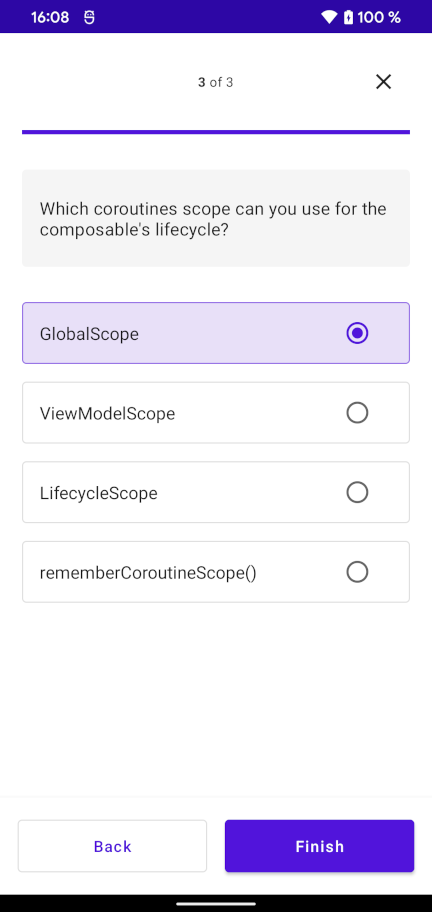 16:08
100 %
3 of 3
Which coroutines scope can you use for the
composable's lifecycle?
GlobalScope
ViewModelScope
LifecycleScope
rememberCoroutineScope()
Back
Finish